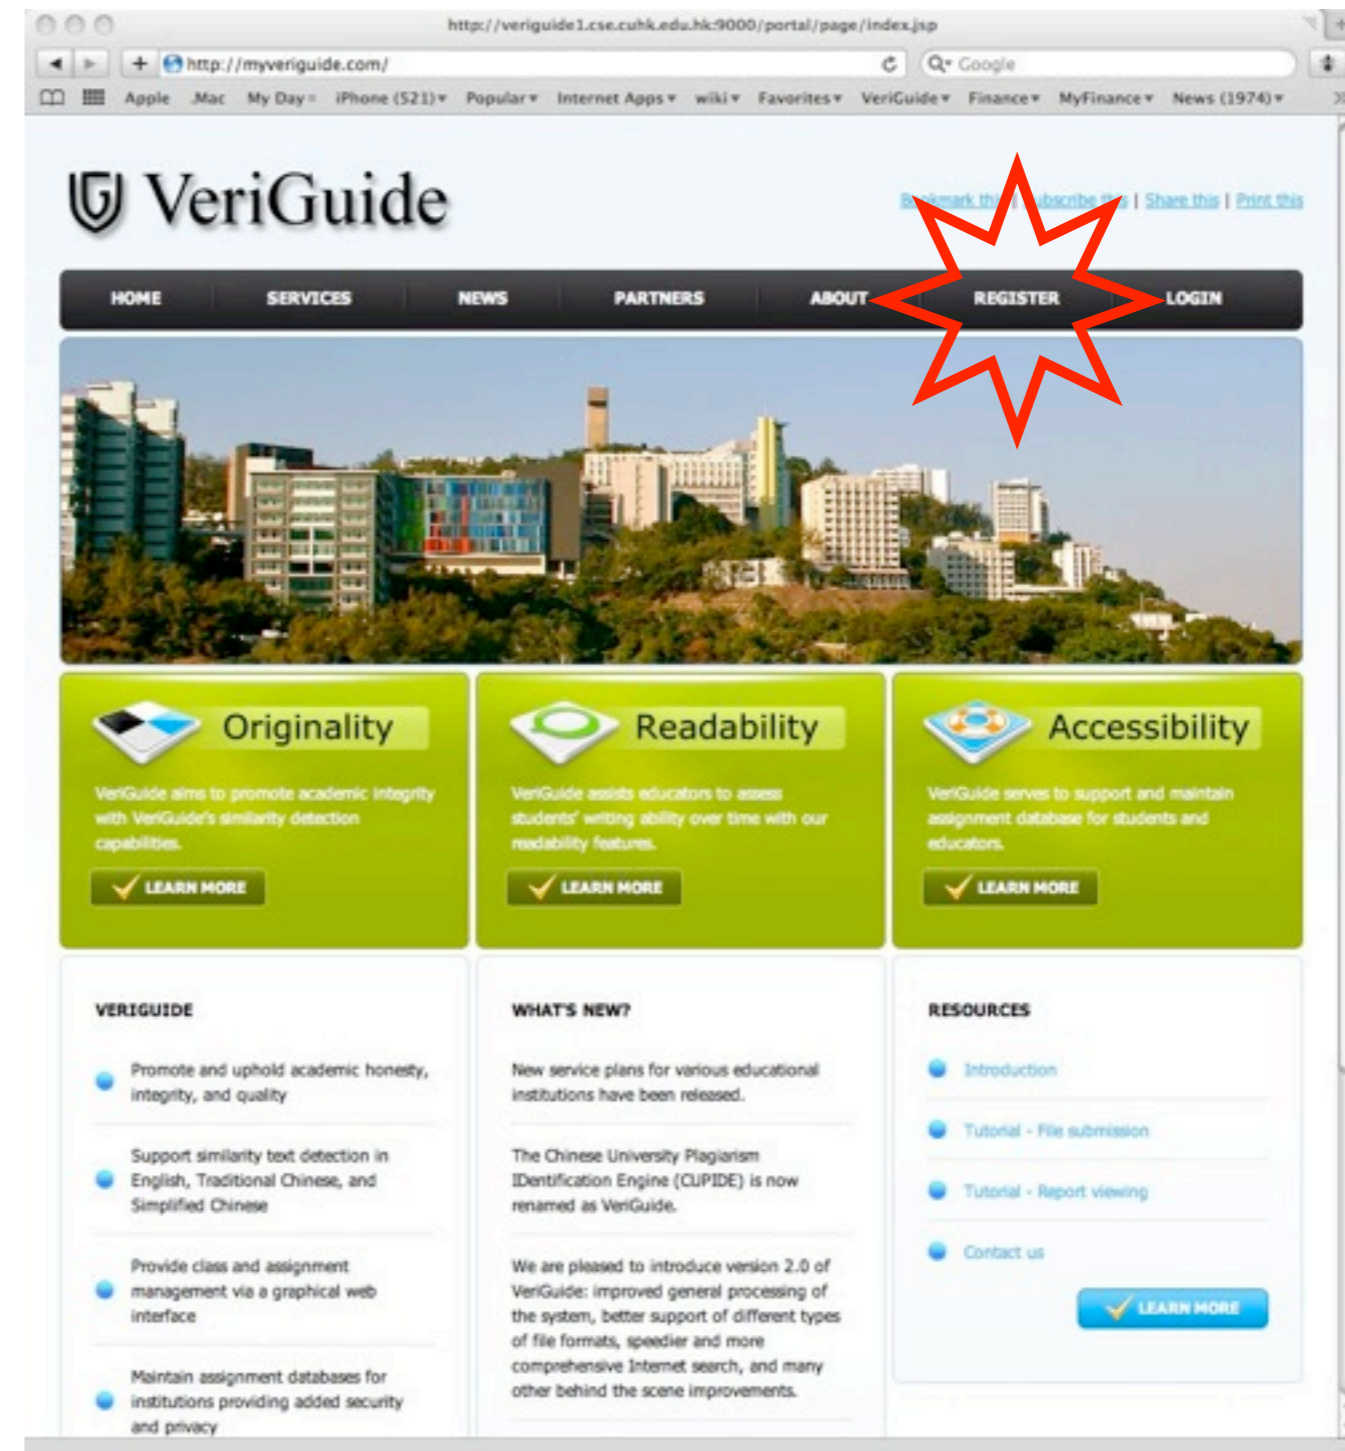 http://veriguide1.cse.cuhk.edu.hk:9000/portal/page/index.jsp
http://myveriguide.com/
Google
Apple .Mac My Day iPhone (521) Popular Internet Apps wiki Favorites VeriGuide Finance MyFinance News (1974)
VeriGuide
Bookmark this | Subscribe this | Share this | Print this
HOME SERVICES NEWS PARTNERS ABOUT REGISTER LOGIN
Originality
VeriGuide aims to promote academic integrity
with VeriGuide's similarity detection
capabilities.
LEARN MORE
Readability
VeriGuide assists educators to assess
students' writing ability over time with our
readability features.
LEARN MORE
Accessibility
VeriGuide serves to support and maintain
assignment database for students and
educators.
LEARN MORE
VERIGUIDE
Promote and uphold academic honesty,
integrity, and quality
Support similarity text detection in
English, Traditional Chinese, and
Simplified Chinese
Provide class and assignment
management via a graphical web
interface
Maintain assignment databases for
institutions providing added security
and privacy
WHAT'S NEW?
New service plans for various educational
institutions have been released.
The Chinese University Plagiarism
IDentification Engine (CUPIDE) is now
renamed as VeriGuide.
We are pleased to introduce version 2.0 of
VeriGuide: improved general processing of
the system, better support of different types
of file formats, speedier and more
comprehensive Internet search, and many
other behind the scene improvements.
RESOURCES
Introduction
Tutorial - File submission
Tutorial - Report viewing
Contact us
LEARN MORE